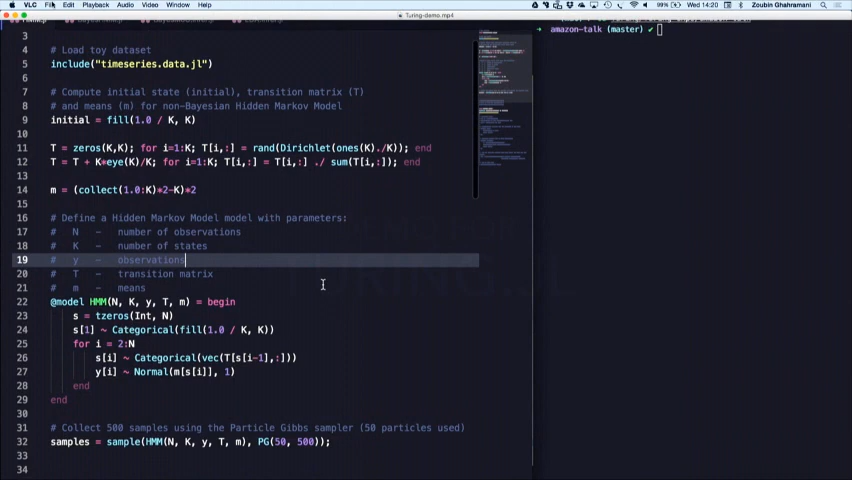 VLC File Edit Playback Audio Video Window Help 99% Wed 14:20 Zoubin Ghahramani
Turing-demo.mp4
amazon-talk (master) ✔
3
4 # Load toy dataset
5 include("timeseries.data.jl")
6
7 # Compute initial state (initial), transition matrix (T)
8 # and means (m) for non-Bayesian Hidden Markov Model
9 initial = fill(1.0 / K, K)
10
11 T = zeros(K,K); for i=1:K; T[i,:] = rand(Dirichlet(ones(K)./K)); end
12 T = T + K*eye(K)/K; for i=1:K; T[i,:] = T[i,:] ./ sum(T[i,:]); end
13
14 m = (collect(1.0:K)*2-K)*2
15
16 # Define a Hidden Markov Model model with parameters:
17 # N - number of observations
18 # K - number of states
19 # y - observations
20 # T - transition matrix
21 # m - means
22 @model HMM(N, K, y, T, m) = begin
23 s = tzeros(Int, N)
24 s[1] ~ Categorical(fill(1.0 / K, K))
25 for i = 2:N
26 s[i] ~ Categorical(vec(T[s[i-1],:]))
27 y[i] ~ Normal(m[s[i]], 1)
28 end
29 end
30
31 # Collect 500 samples using the Particle Gibbs sampler (50 particles used)
32 samples = sample(HMM(N, K, y, T, m), PG(50, 500));
33
34